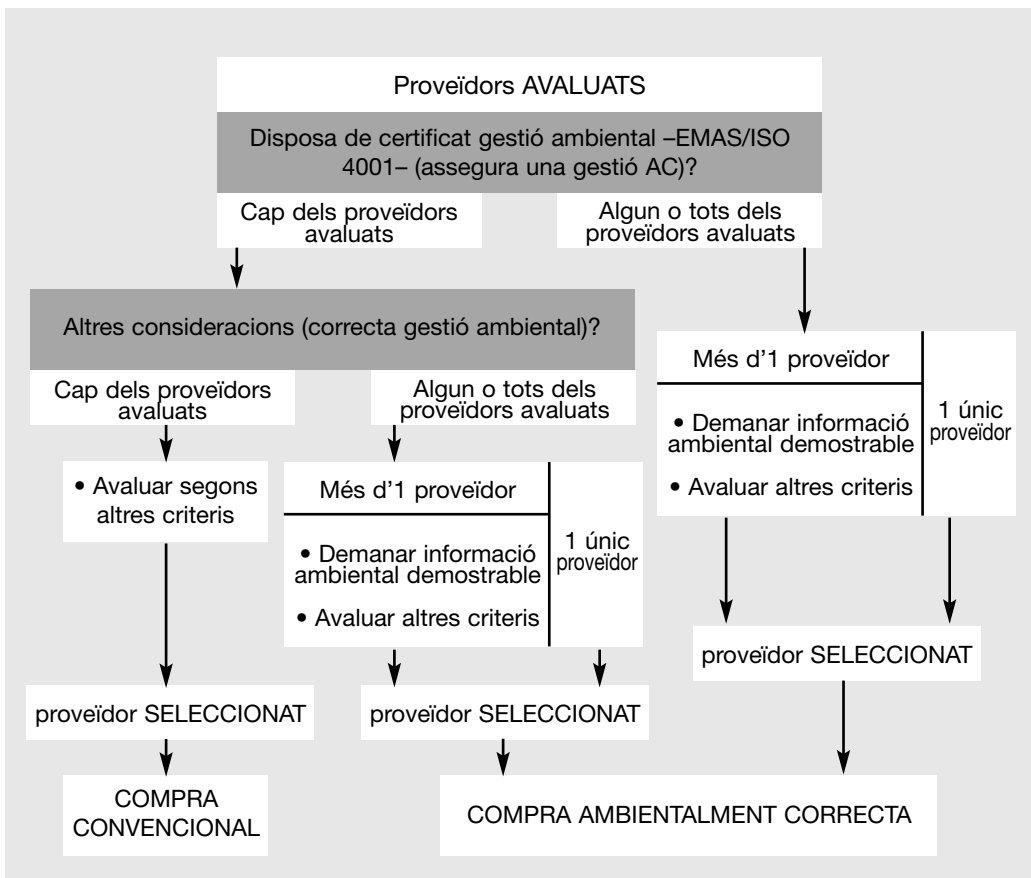 Proveïdors AVALUATS
Disposa de certificat gestió ambiental –EMAS/ISO
4001– (assegura una gestió AC)?
Cap dels proveïdors
avaluats
Algun o tots dels
proveïdors avaluats
Altres consideracions (correcta gestió ambiental)?
Cap dels proveïdors
avaluats
Algun o tots dels
proveïdors avaluats
Més d'1 proveïdor
• Demanar informació
ambiental demostrable
• Avaluar altres criteris
1 únic
proveïdor
• Avaluar segons
altres criteris
Més d'1 proveïdor
• Demanar informació
ambiental demostrable
• Avaluar altres criteris
1 únic
proveïdor
proveïdor SELECCIONAT
proveïdor SELECCIONAT
proveïdor SELECCIONAT
COMPRA
CONVENCIONAL
COMPRA AMBIENTALMENT CORRECTA